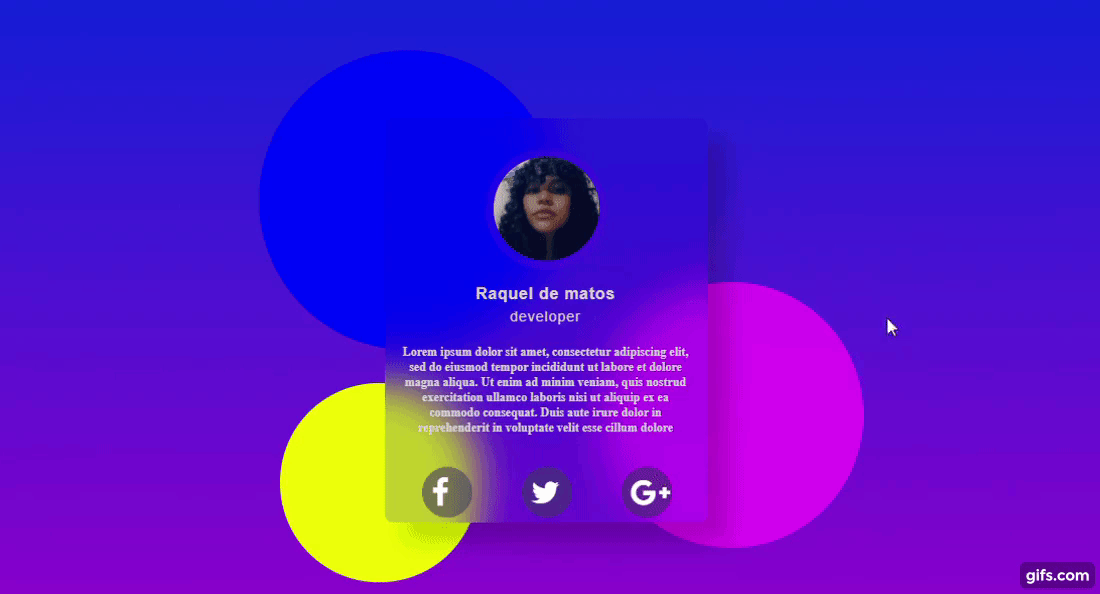 Raquel de matos
developer
Lorem ipsum dolor sit amet, consectetur adipiscing elit,
sed do eiusmod tempor incididunt ut labore et dolore
magna aliqua. Ut enim ad minim veniam, quis nostrud
exercitation ullamco laboris nisi ut aliquip ex ea
commodo consequat. Duis aute irure dolor in
reprehenderit in voluptate velit esse cillum dolore
f
G+
gifs.com